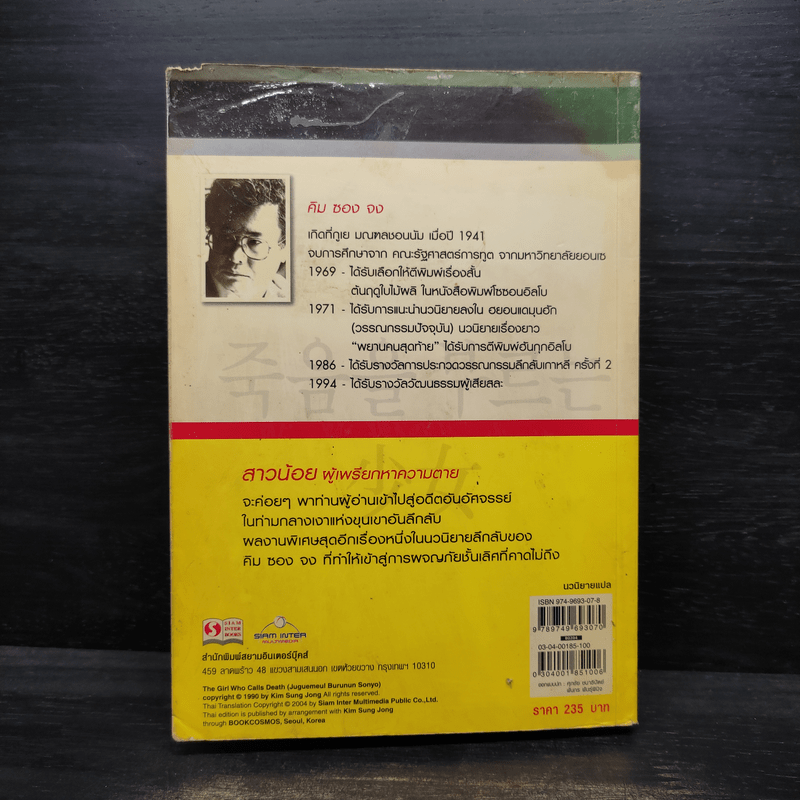 คิม ซอง จง
เกิดที่กูเย มณฑลชอนนัม เมื่อปี 1941
จบการศึกษาจาก คณะรัฐศาสตร์การทูต จากมหาวิทยาลัยยอนเซ
1969 - ได้รับเลือกให้ตีพิมพ์เรื่องสั้น
ต้นฤดูใบไม้ผลิ ในหนังสือพิมพ์โชซอนอิลโบ
1971 - ได้รับการแนะนำนวนิยายลงใน ฮยอนแดมุนฮัก
(วรรณกรรมปัจจุบัน) นวนิยายเรื่องยาว
"พยานคนสุดท้าย" ได้รับการตีพิมพ์ฮันกุกอิลโบ
1986 - ได้รับรางวัลการประกวดวรรณกรรมลึกลับเกาหลี ครั้งที่ 2
1994 - ได้รับรางวัลวัฒนธรรมผู้เสียสละ
죽음을 부르는
少女
สาวน้อย ผู้เพรียกหาความตาย
จะค่อยๆ พาท่านผู้อ่านเข้าไปสู่อดีตอันอัศจรรย์
ในท่ามกลางเงาแห่งขุนเขาอันลึกลับ
ผลงานพิเศษสุดอีกเรื่องหนึ่งในนวนิยายลึกลับของ
คิม ซอง จง ที่ทำให้เข้าสู่การผจญภัยชั้นเลิศที่คาดไม่ถึง
นวนิยายแปล
ISBN 974-9693-07-8
9 789749 693070
03-04-00185-100
0 304001 851006
ราคา 235 บาท
SIAM INTER BOOKS
SIAM INTER
MULTIMEDIA
สำนักพิมพ์สยามอินเตอร์บุ๊คส์
459 ลาดพร้าว 48 แขวงสามเสนนอก เขตห้วยขวาง กรุงเทพฯ 10310
The Girl Who Calls Death (Juguemeul Burunun Sonyo)
copyright © 1990 by Kim Sung Jong All rights reserved.
Thai Translation Copyright © 2004 by Siam Inter Multimedia Public Co.,Ltd.
Thai edition is published by arrangement with Kim Sung Jong
through BOOKCOSMOS, Seoul, Korea